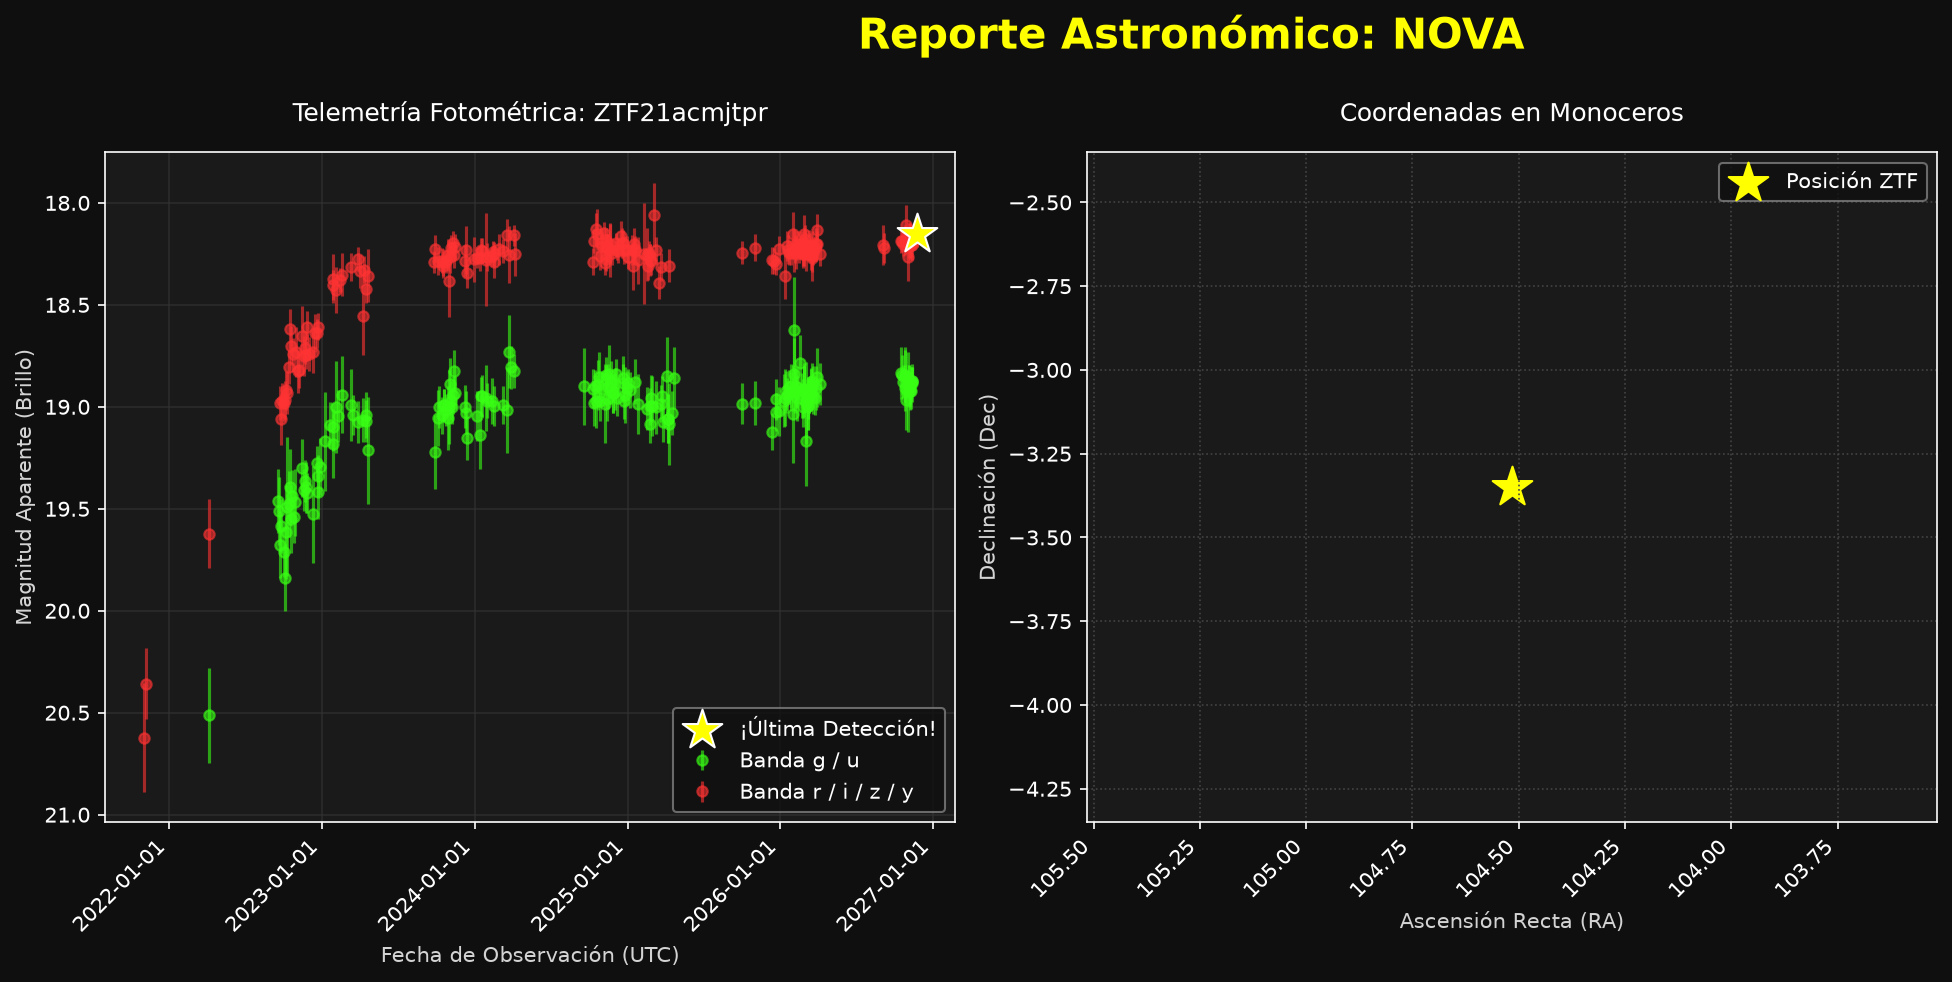 Reporte Astronómico: NOVA
Telemetría Fotométrica: ZTF21acmjtpr
Magnitud Aparente (Brillo)
18.0
18.5
19.0
19.5
20.0
20.5
21.0
¡Última Detección!
Banda g / u
Banda r / i / z / y
2022-01-01
2023-01-01
2024-01-01
2025-01-01
2026-01-01
2027-01-01
Fecha de Observación (UTC)
Coordenadas en Monoceros
Posición ZTF
Declinación (Dec)
−2.50
−2.75
−3.00
−3.25
−3.50
−3.75
−4.00
−4.25
105.50
105.25
105.00
104.75
104.50
104.25
104.00
103.75
Ascensión Recta (RA)